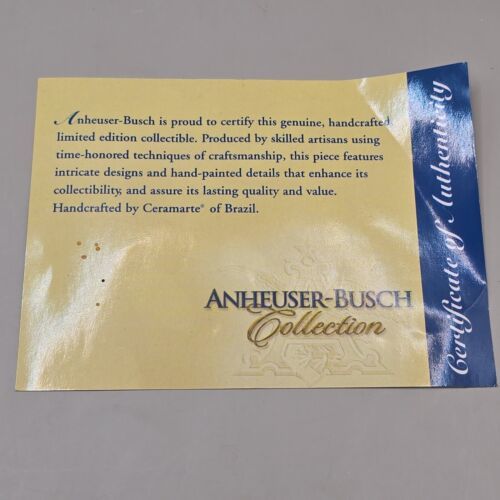 Anheuser-Busch is proud to certify this genuine, handcrafted
limited edition collectible. Produced by skilled artisans using
time-honored techniques of craftsmanship, this piece features
intricate designs and hand-painted details that enhance its
collectibility, and assure its lasting quality and value.
Handcrafted by Ceramarte® of Brazil.
ANHEUSER-BUSCH
Collection
Certificate of Authenticity